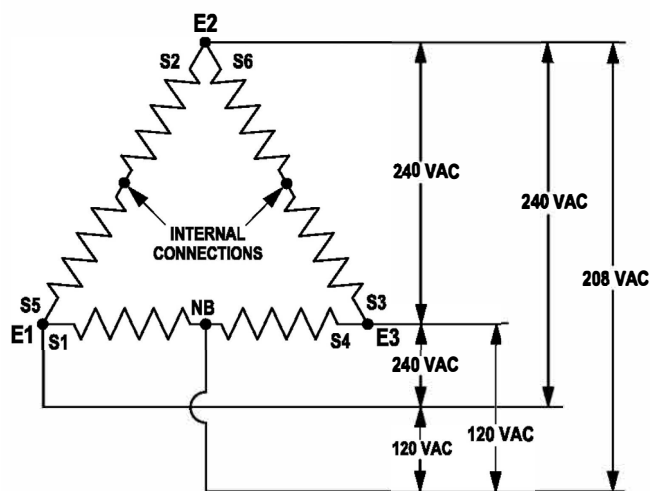 E2
S2 S6
240 VAC
240 VAC
INTERNAL
CONNECTIONS
208 VAC
S5 NB S3
E1 S1 S4 E3
240 VAC
120 VAC
120 VAC